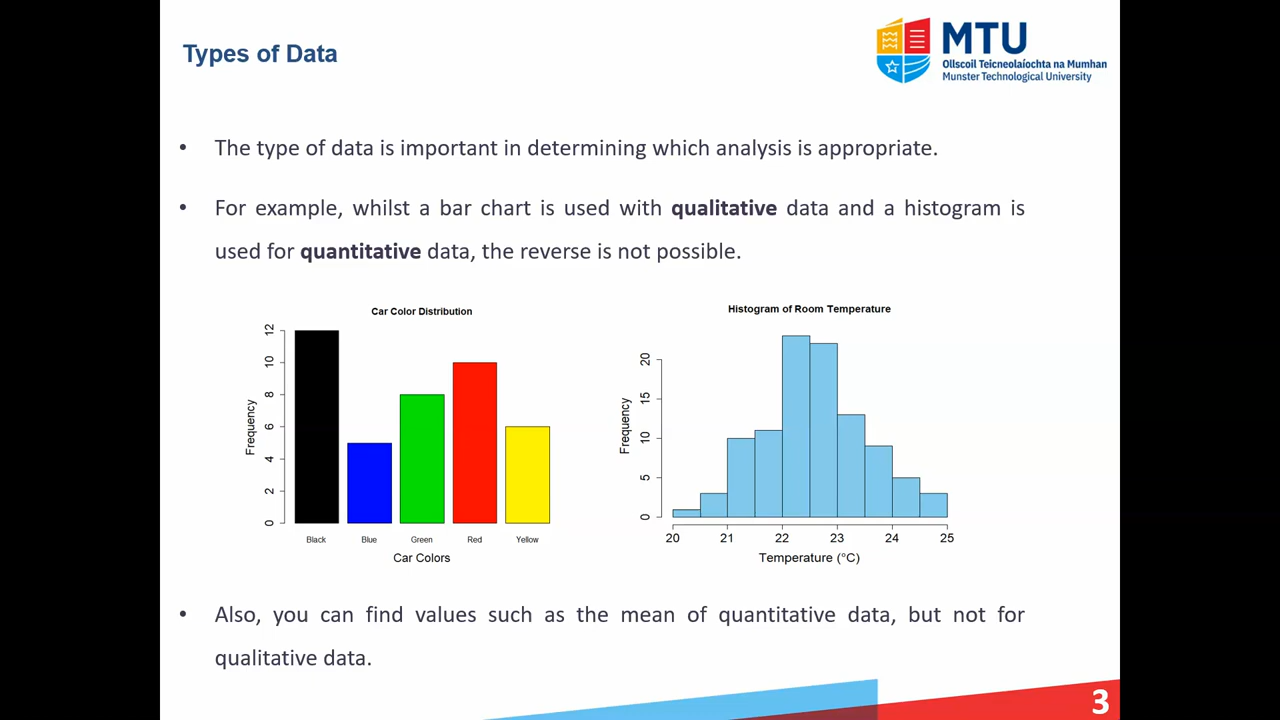 Types of Data
MTU
Ollscoil Teicneolaíochta na Mumhan
Munster Technological University
• The type of data is important in determining which analysis is appropriate.
• For example, whilst a bar chart is used with qualitative data and a histogram is
used for quantitative data, the reverse is not possible.
Car Color Distribution
Frequency
12
10
8
6
4
2
0
Black Blue Green Red Yellow
Car Colors
Histogram of Room Temperature
Frequency
20
15
10
5
0
20 21 22 23 24 25
Temperature (°C)
• Also, you can find values such as the mean of quantitative data, but not for
qualitative data.
3